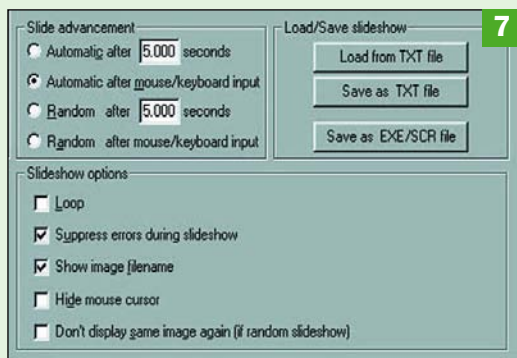 7
Slide advancement
Automatic after 5.000 seconds
Automatic after mouse/keyboard input
Random after 5.000 seconds
Random after mouse/keyboard input
Load/Save slideshow
Load from TXT file
Save as TXT file
Save as EXE/SCR file
Slideshow options
Loop
Suppress errors during slideshow
Show image filename
Hide mouse cursor
Don't display same image again (if random slideshow)